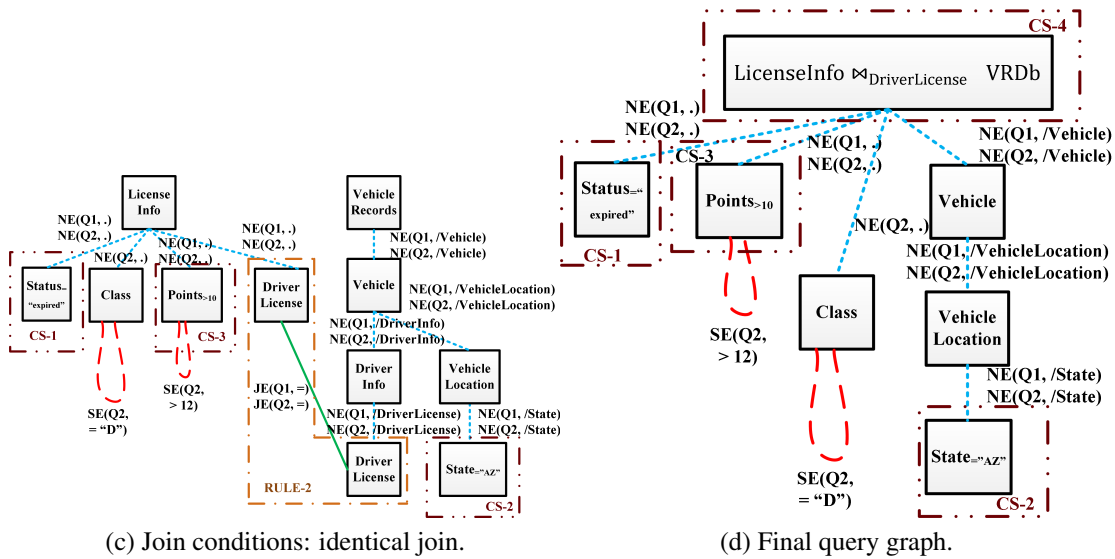 License
Info
NE(Q1, .)
NE(Q2, .)
NE(Q2, .)
NE(Q1, .)
NE(Q2, .)
NE(Q1, .)
NE(Q2, .)
Status=
“expired”
CS-1
Class
SE(Q2,
= “D”)
Points>10
CS-3
SE(Q2,
> 12)
Driver
License
JE(Q1, =)
JE(Q2, =)
RULE-2
Vehicle
Records
NE(Q1, /Vehicle)
NE(Q2, /Vehicle)
Vehicle
NE(Q1, /VehicleLocation)
NE(Q2, /VehicleLocation)
NE(Q1, /DriverInfo)
NE(Q2, /DriverInfo)
Driver
Info
Vehicle
Location
NE(Q1, /DriverLicense)
NE(Q2, /DriverLicense)
NE(Q1, /State)
NE(Q2, /State)
Driver
License
State=”AZ”
CS-2
(c) Join conditions: identical join.
CS-4
LicenseInfo ⋈DriverLicense VRDb
NE(Q1, .)
NE(Q2, .)
NE(Q1, .)
NE(Q2, .)
NE(Q1, /Vehicle)
NE(Q2, /Vehicle)
CS-3
Status=“
expired”
CS-1
Points>10
SE(Q2,
> 12)
NE(Q2, .)
Class
SE(Q2,
= “D”)
Vehicle
NE(Q1, /VehicleLocation)
NE(Q2, /VehicleLocation)
Vehicle
Location
NE(Q1, /State)
NE(Q2, /State)
State=”AZ”
CS-2
(d) Final query graph.